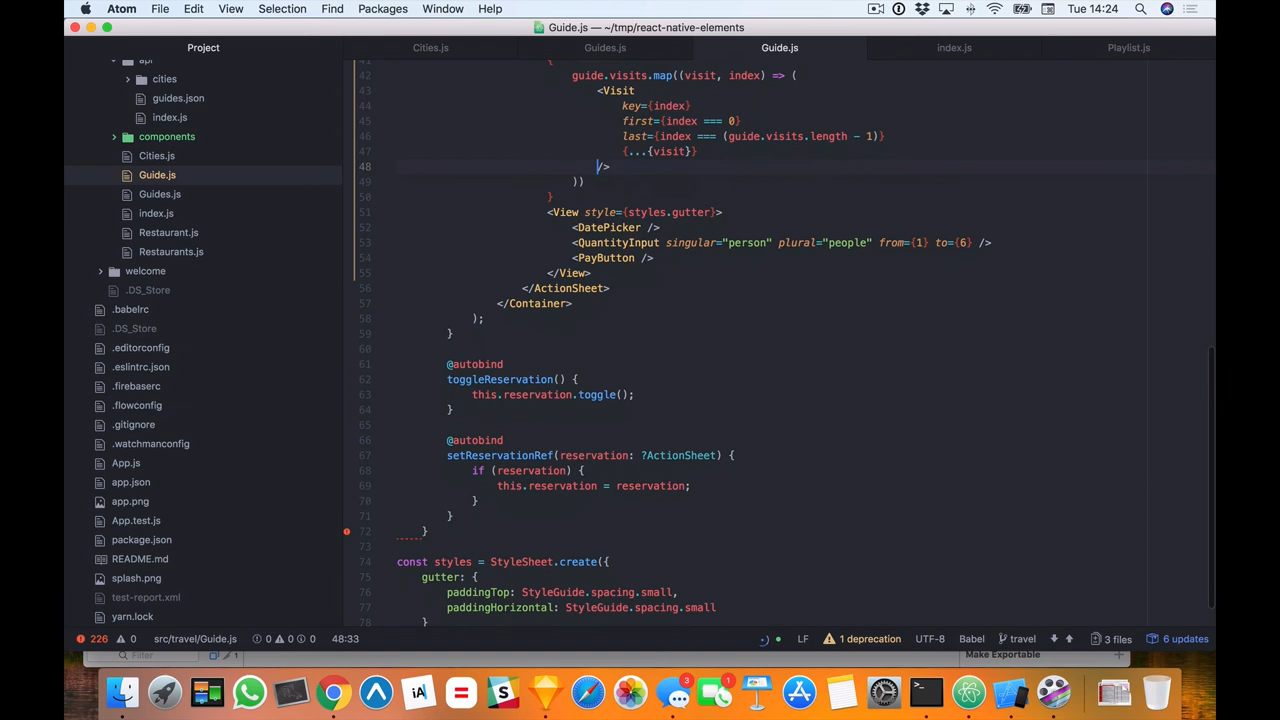 Atom File Edit View Selection Find Packages Window Help Tue 14:24
Guide.js — ~/tmp/react-native-elements
Project Cities.js Guides.js Guide.js index.js Playlist.js
api
cities
guides.json
index.js
components
Cities.js
Guide.js
Guides.js
index.js
Restaurant.js
Restaurants.js
welcome
.DS_Store
.babelrc
.DS_Store
.editorconfig
.eslintrc.json
.firebaserc
.flowconfig
.gitignore
.watchmanconfig
App.js
app.json
app.png
App.test.js
package.json
README.md
splash.png
test-report.xml
yarn.lock
41 {
42 guide.visits.map((visit, index) => (
43 <Visit
44 key={index}
45 first={index === 0}
46 last={index === (guide.visits.length - 1)}
47 {...{visit}}
48 />
49 ))
50 }
51 <View style={styles.gutter}>
52 <DatePicker />
53 <QuantityInput singular="person" plural="people" from={1} to={6} />
54 <PayButton />
55 </View>
56 </ActionSheet>
57 </Container>
58 );
59 }
60
61 @autobind
62 toggleReservation() {
63 this.reservation.toggle();
64 }
65
66 @autobind
67 setReservationRef(reservation: ?ActionSheet) {
68 if (reservation) {
69 this.reservation = reservation;
70 }
71 }
72 }
73
74 const styles = StyleSheet.create({
75 gutter: {
76 paddingTop: StyleGuide.spacing.small,
77 paddingHorizontal: StyleGuide.spacing.small
78 }
226 0 src/travel/Guide.js 0 0 0 48:33 LF 1 deprecation UTF-8 Babel travel 3 files 6 updates
Filter 1 Make Exportable +
iA S 3 1